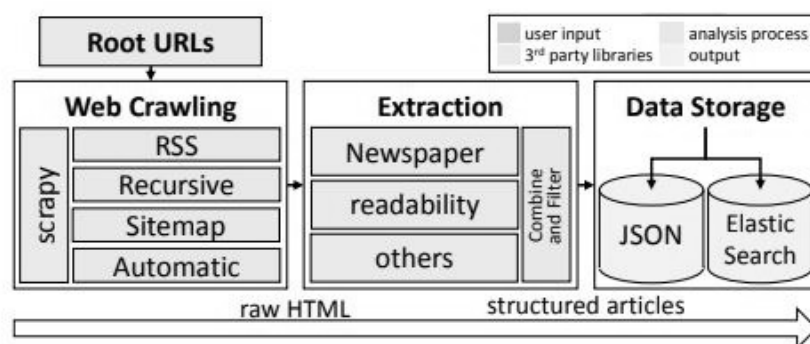 Root URLs
user input
analysis process
3rd party libraries
output
Web Crawling
scrapy
RSS
Recursive
Sitemap
Automatic
Extraction
Newspaper
readability
others
Combine
and Filter
Data Storage
JSON
Elastic
Search
raw HTML
structured articles